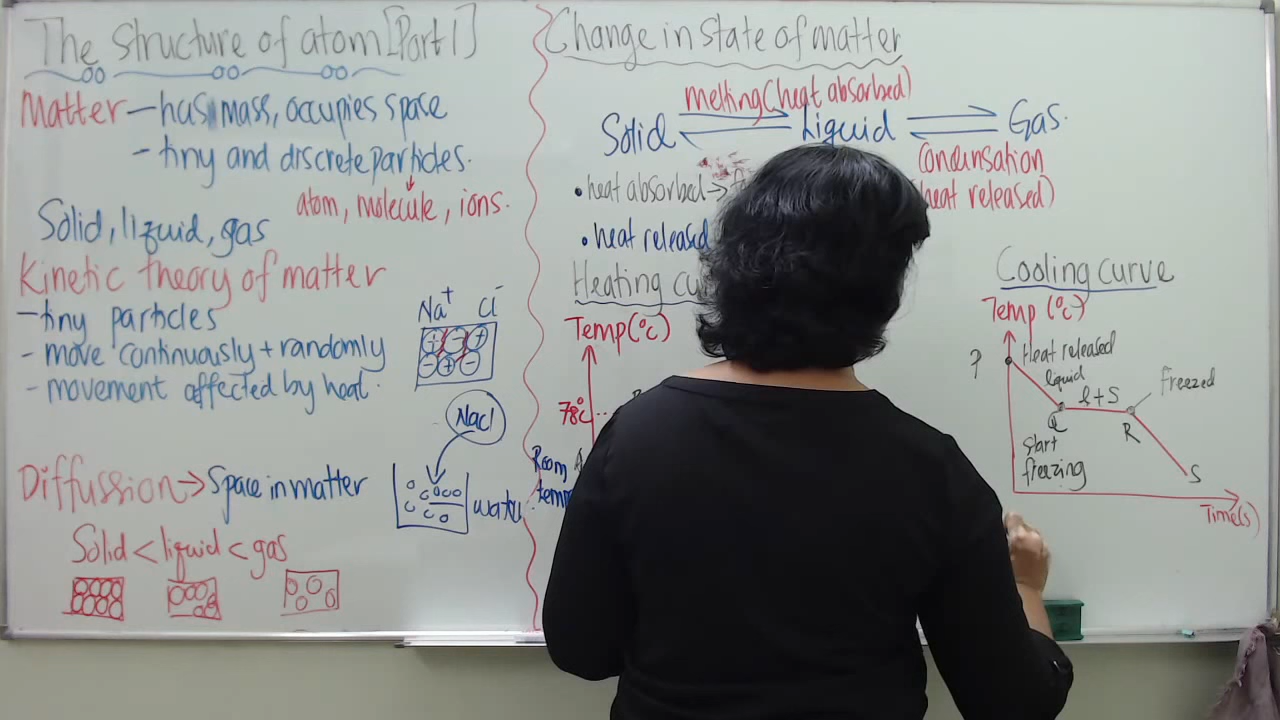 The structure of atom [Part 1]
Matter - has mass, occupies space
- tiny and discrete particles.
atom, molecule, ions.
Solid, liquid, gas
Kinetic theory of matter
- tiny particles
- move continuously + randomly
- movement affected by heat.
Na+ Cl-
+ - +
- + -
NaCl
water
Diffussion → Space in matter
Solid < liquid < gas
Change in state of matter
melting (heat absorbed)
Solid Liquid Gas.
Condensation
heat released)
• heat absorbed →
• heat released
Heating cu
Temp (°c)
78°c
Room
temp
A
Cooling curve
Temp (°c)
P
Heat released
liquid
l + S
freezed
Q
R
Start
freezing
S
Time(s)